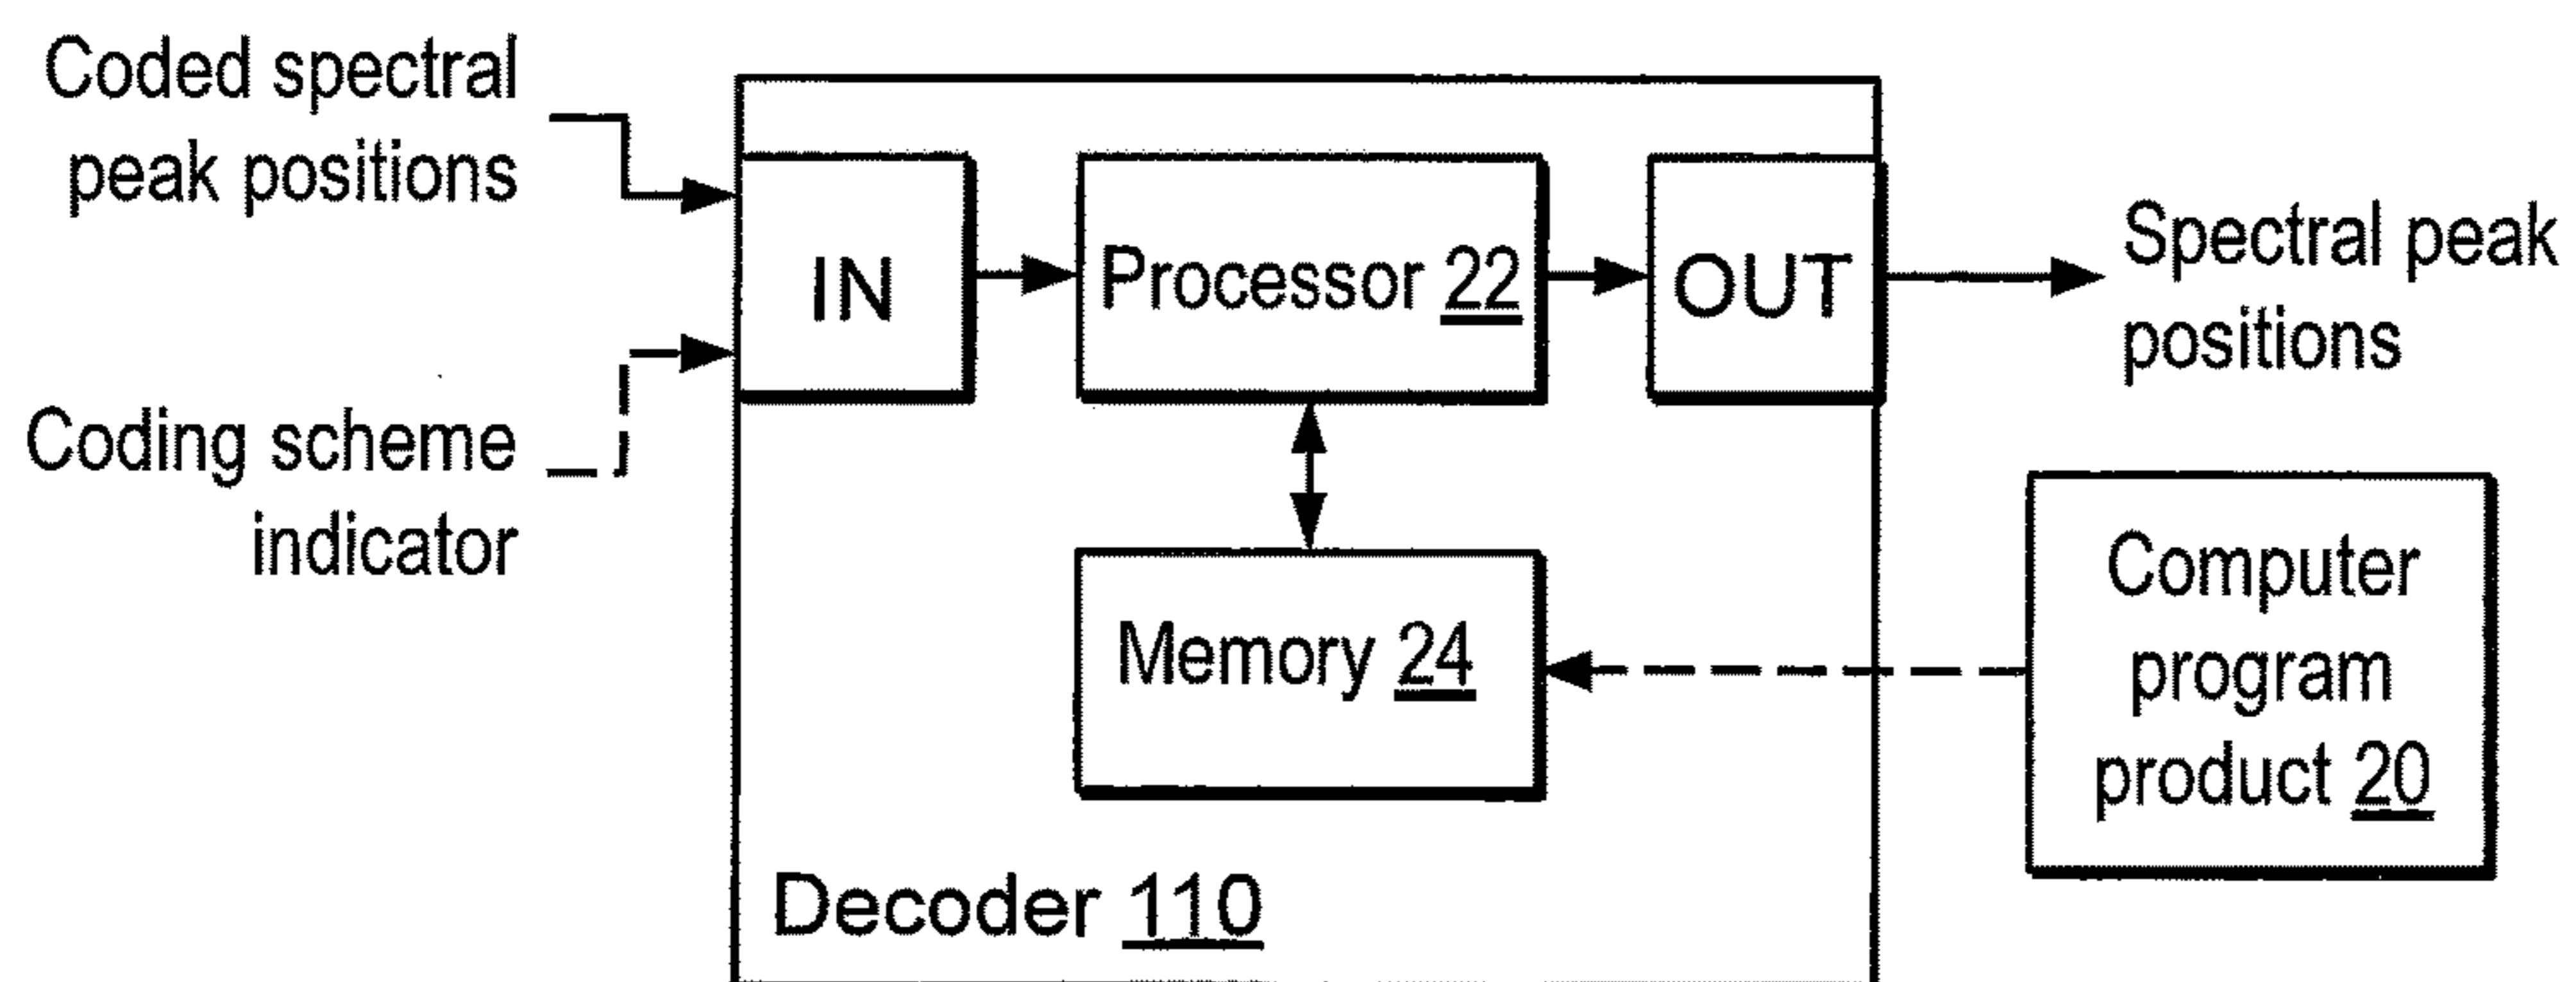 Coded spectral
peak positions
Coding scheme
indicator
IN
Processor 22
OUT
Spectral peak
positions
Memory 24
Computer
program
product 20
Decoder 110